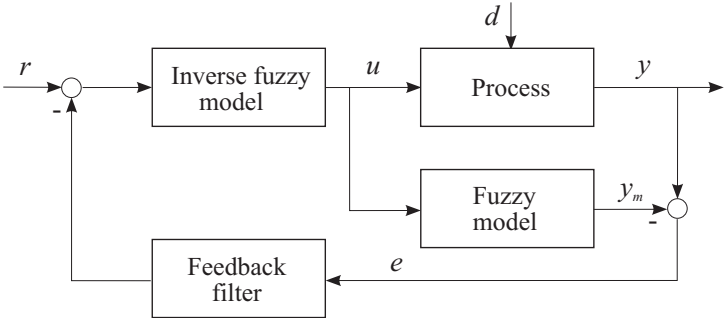 d
r
Inverse fuzzy
model
u
Process
y
-
Fuzzy
model
y_m
-
Feedback
filter
e